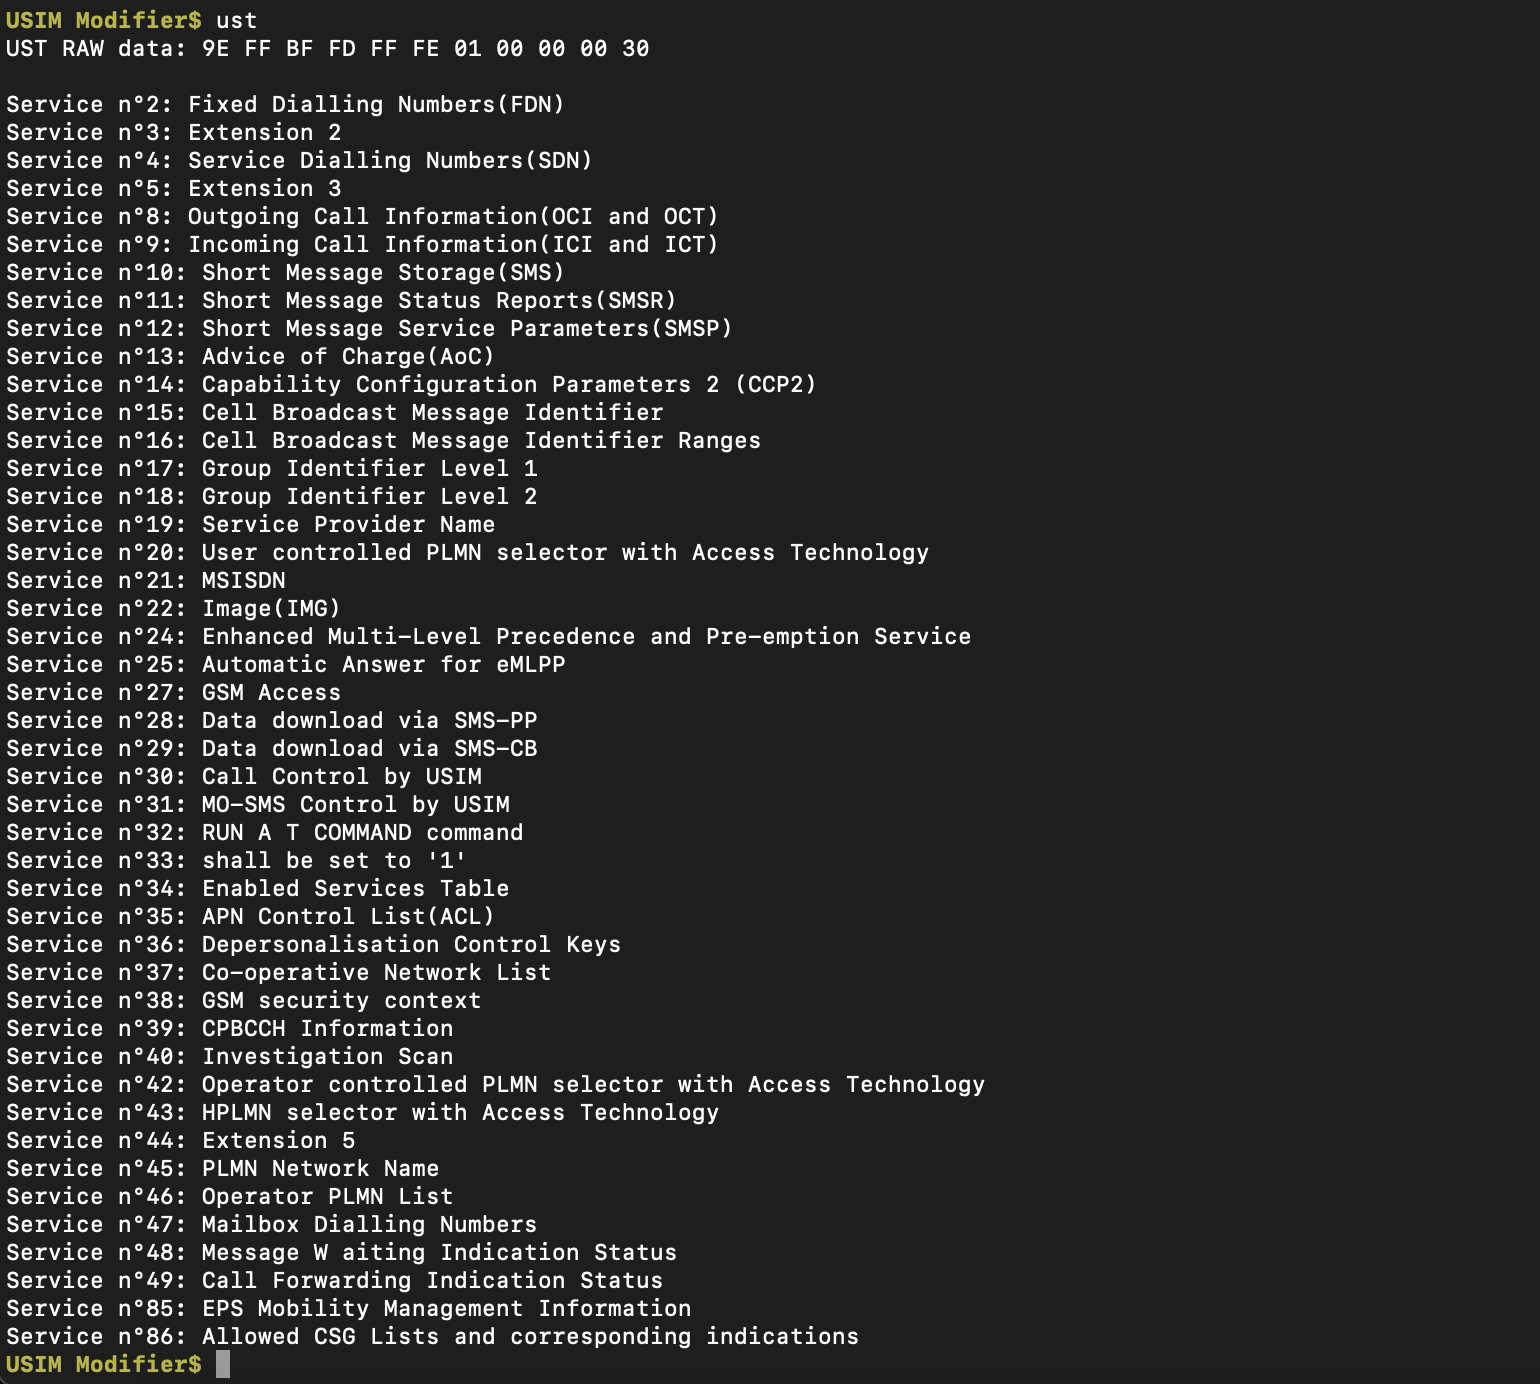 USIM Modifier$ ust
UST RAW data: 9E FF BF FD FF FE 01 00 00 00 30
Service n°2: Fixed Dialling Numbers(FDN)
Service n°3: Extension 2
Service n°4: Service Dialling Numbers(SDN)
Service n°5: Extension 3
Service n°8: Outgoing Call Information(OCI and OCT)
Service n°9: Incoming Call Information(ICI and ICT)
Service n°10: Short Message Storage(SMS)
Service n°11: Short Message Status Reports(SMSR)
Service n°12: Short Message Service Parameters(SMSP)
Service n°13: Advice of Charge(AoC)
Service n°14: Capability Configuration Parameters 2 (CCP2)
Service n°15: Cell Broadcast Message Identifier
Service n°16: Cell Broadcast Message Identifier Ranges
Service n°17: Group Identifier Level 1
Service n°18: Group Identifier Level 2
Service n°19: Service Provider Name
Service n°20: User controlled PLMN selector with Access Technology
Service n°21: MSISDN
Service n°22: Image(IMG)
Service n°24: Enhanced Multi-Level Precedence and Pre-emption Service
Service n°25: Automatic Answer for eMLPP
Service n°27: GSM Access
Service n°28: Data download via SMS-PP
Service n°29: Data download via SMS-CB
Service n°30: Call Control by USIM
Service n°31: MO-SMS Control by USIM
Service n°32: RUN A T COMMAND command
Service n°33: shall be set to '1'
Service n°34: Enabled Services Table
Service n°35: APN Control List(ACL)
Service n°36: Depersonalisation Control Keys
Service n°37: Co-operative Network List
Service n°38: GSM security context
Service n°39: CPBCCH Information
Service n°40: Investigation Scan
Service n°42: Operator controlled PLMN selector with Access Technology
Service n°43: HPLMN selector with Access Technology
Service n°44: Extension 5
Service n°45: PLMN Network Name
Service n°46: Operator PLMN List
Service n°47: Mailbox Dialling Numbers
Service n°48: Message W aiting Indication Status
Service n°49: Call Forwarding Indication Status
Service n°85: EPS Mobility Management Information
Service n°86: Allowed CSG Lists and corresponding indications
USIM Modifier$